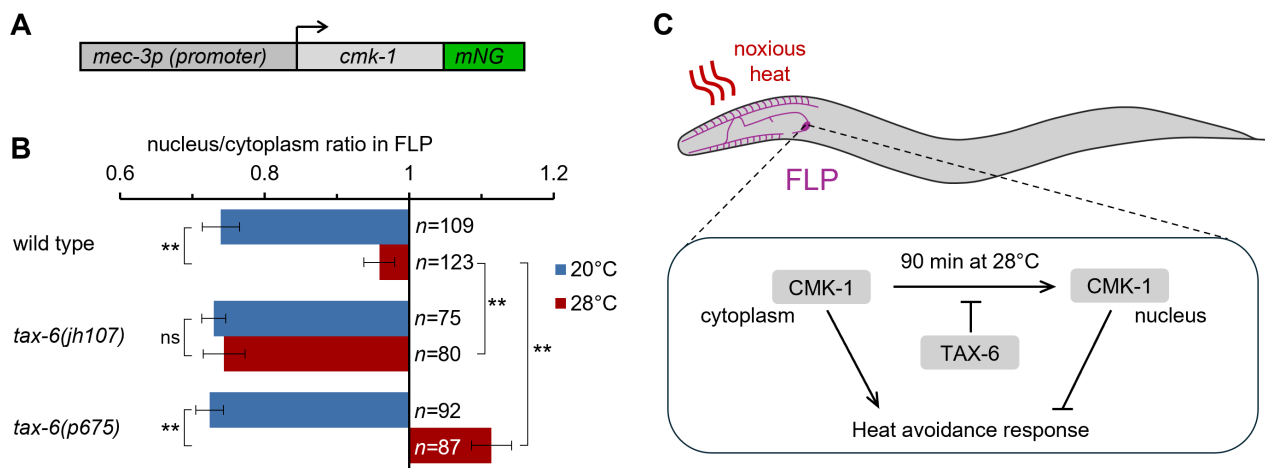 A
mec-3p (promoter) cmk-1 mNG
B
nucleus/cytoplasm ratio in FLP
0.6 0.8 1 1.2
wild type
**
n=109
n=123
20°C
28°C
**
**
tax-6(jh107)
ns
n=75
n=80
tax-6(p675)
**
n=92
n=87
C
noxious
heat
FLP
90 min at 28°C
CMK-1
CMK-1
cytoplasm
nucleus
TAX-6
Heat avoidance response